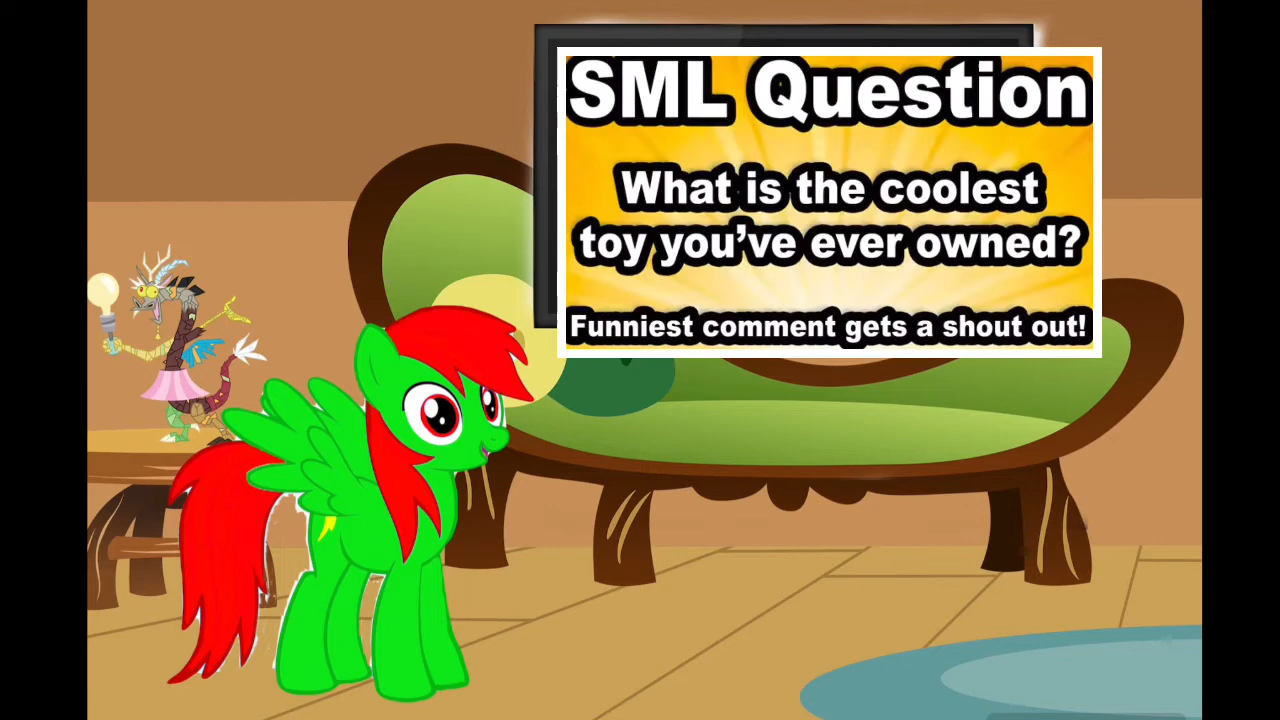 SML Question
What is the coolest
toy you've ever owned?
Funniest comment gets a shout out!